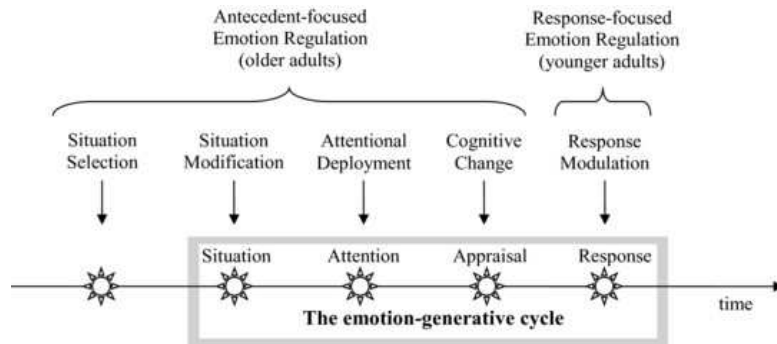 Antecedent-focused
Emotion Regulation
(older adults)
Response-focused
Emotion Regulation
(younger adults)
Situation
Selection
Situation
Modification
Attentional
Deployment
Cognitive
Change
Response
Modulation
Situation
Attention
Appraisal
Response
time
The emotion-generative cycle